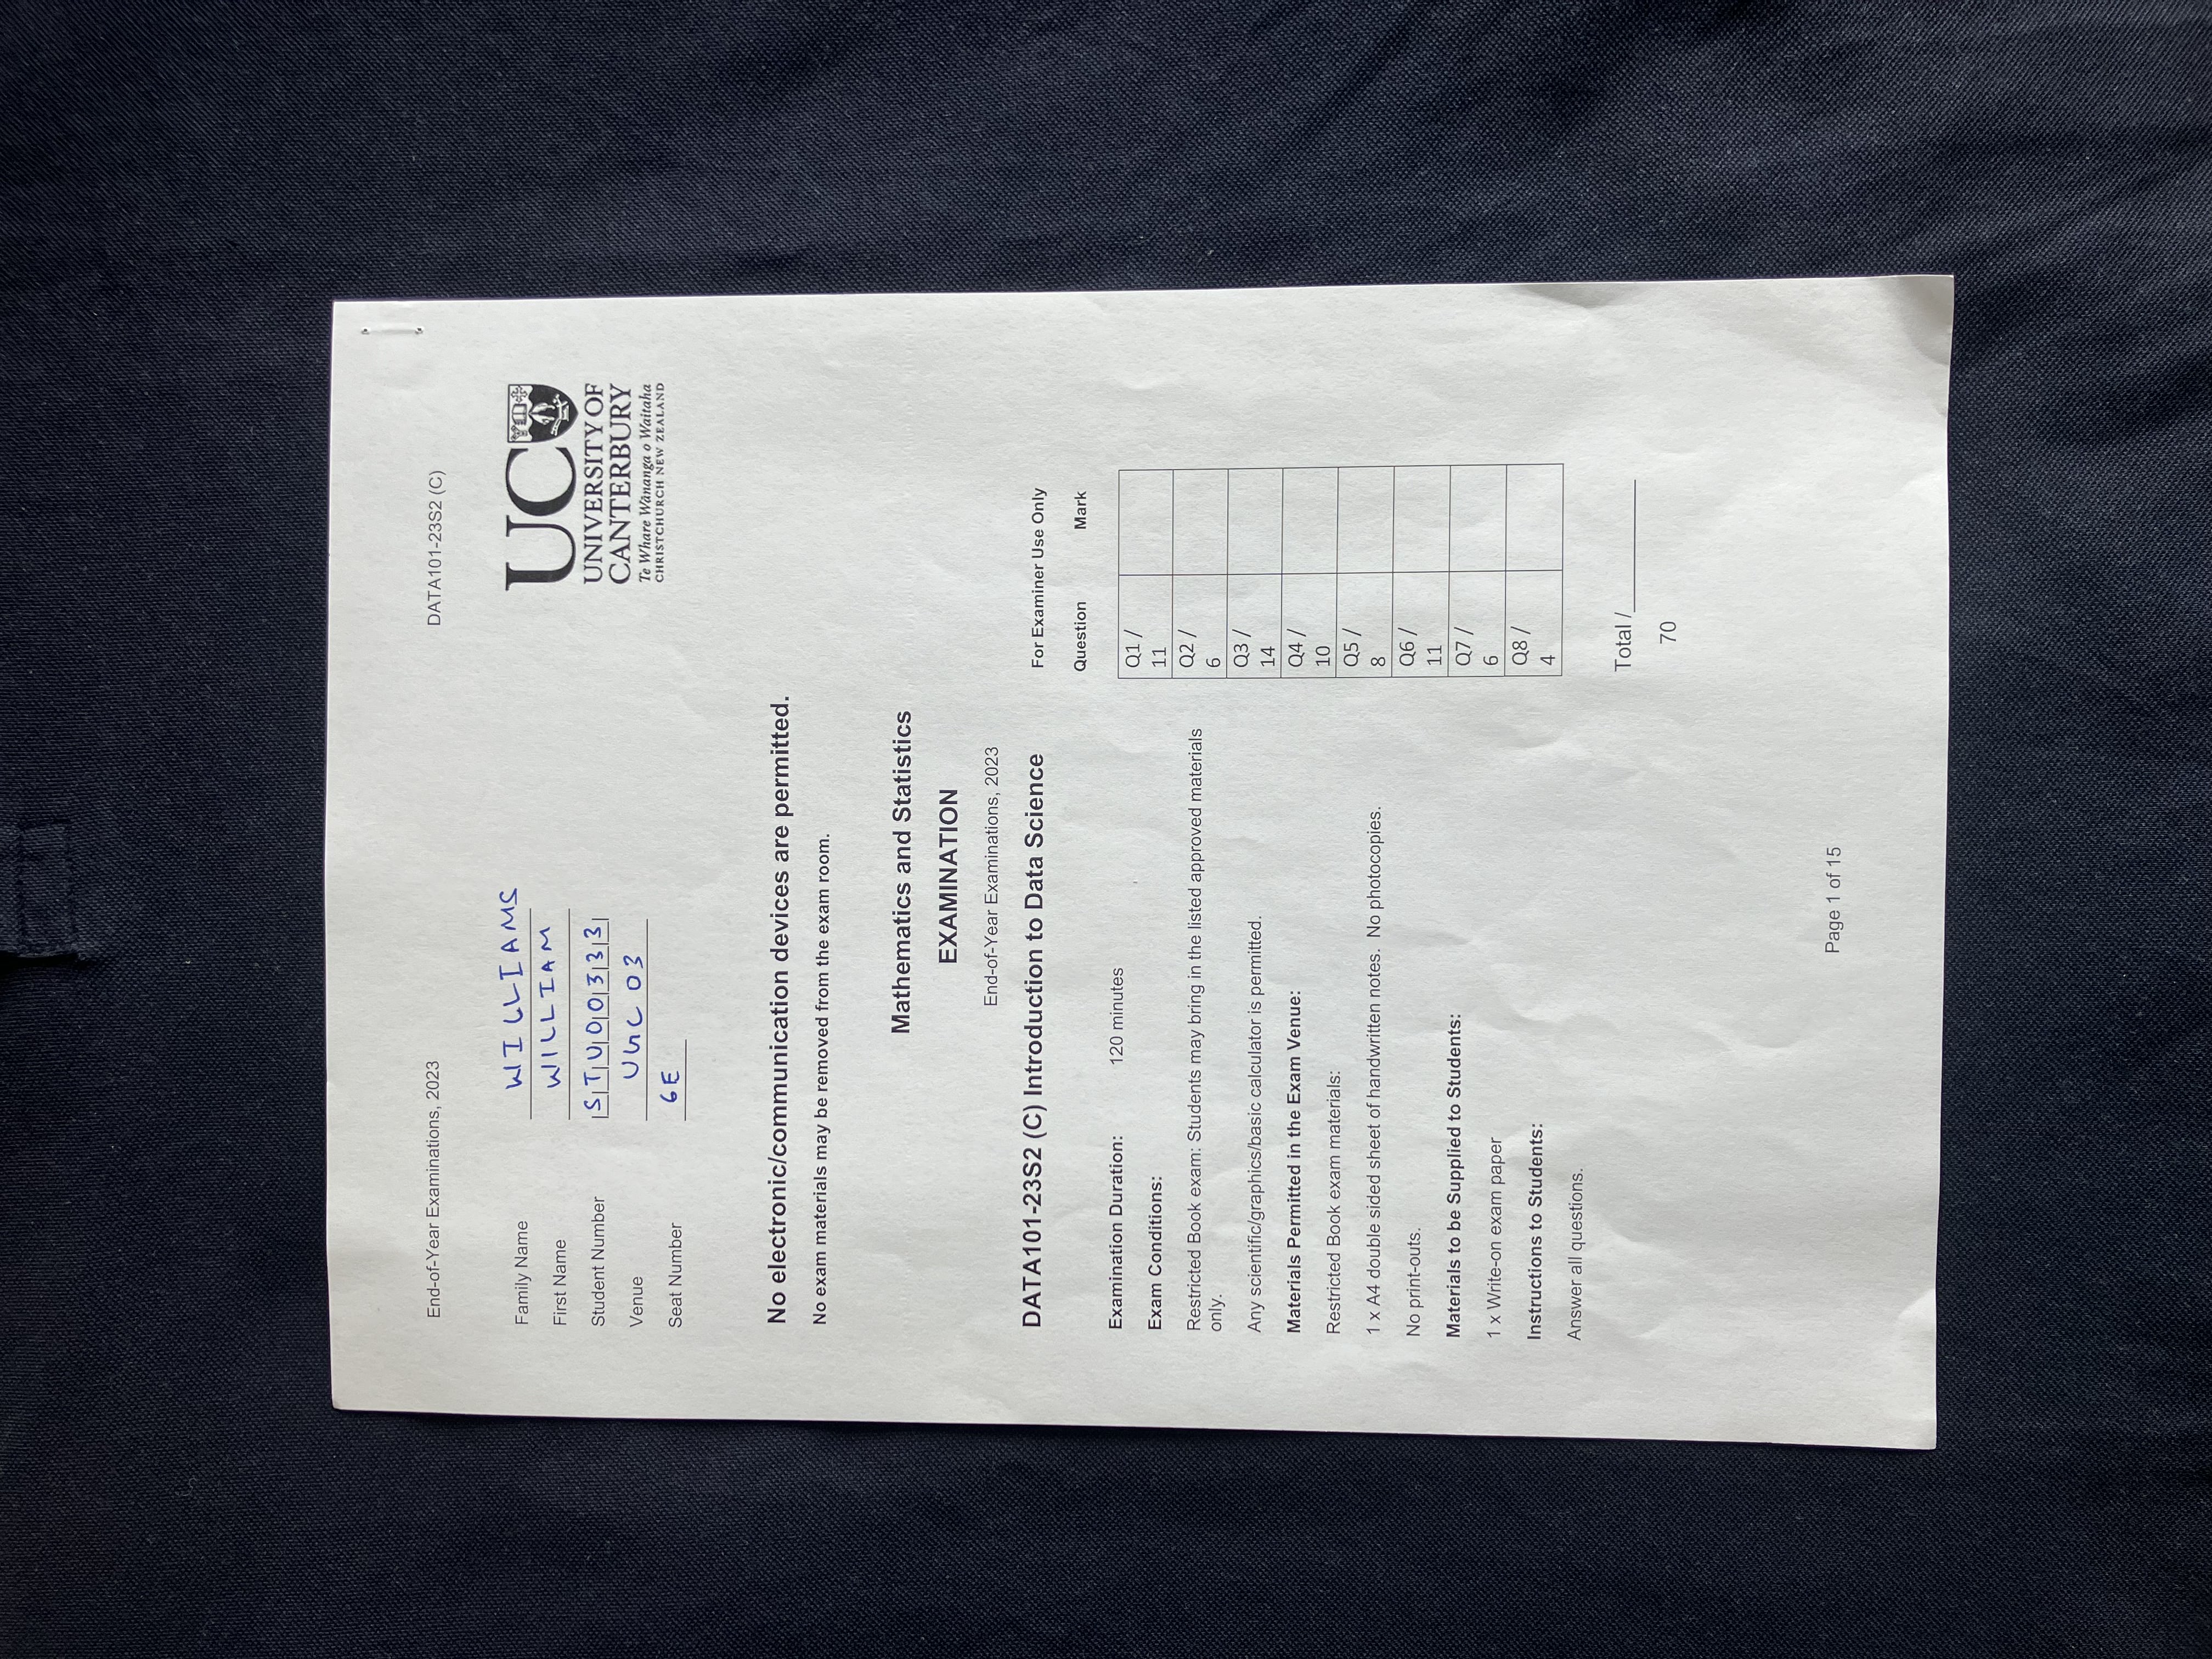 End-of-Year Examinations, 2023 DATA101-23S2 (C)
Family Name WILLIAMS
First Name WILLIAM
Student Number STU00333
Venue UGC 03
Seat Number 6E
UC
UNIVERSITY OF
CANTERBURY
Te Whare Wānanga o Waitaha
CHRISTCHURCH NEW ZEALAND
No electronic/communication devices are permitted.
No exam materials may be removed from the exam room.
Mathematics and Statistics
EXAMINATION
End-of-Year Examinations, 2023
DATA101-23S2 (C) Introduction to Data Science
Examination Duration: 120 minutes
Exam Conditions:
Restricted Book exam: Students may bring in the listed approved materials
only.
Any scientific/graphics/basic calculator is permitted.
Materials Permitted in the Exam Venue:
Restricted Book exam materials:
1 x A4 double sided sheet of handwritten notes. No photocopies.
No print-outs.
Materials to be Supplied to Students:
1 x Write-on exam paper
Instructions to Students:
Answer all questions.
For Examiner Use Only
Question Mark
Q1 /
11
Q2 /
6
Q3 /
14
Q4 /
10
Q5 /
8
Q6 /
11
Q7 /
6
Q8 /
4
Total /
70
Page 1 of 15